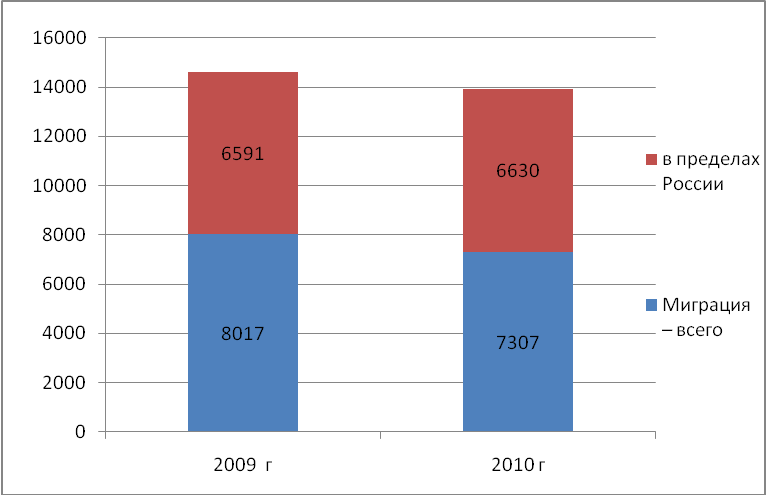 16000
14000
12000
10000
8000
6000
4000
2000
0
6591
8017
6630
7307
2009 г
2010 г
в пределах
России
Миграция
– всего